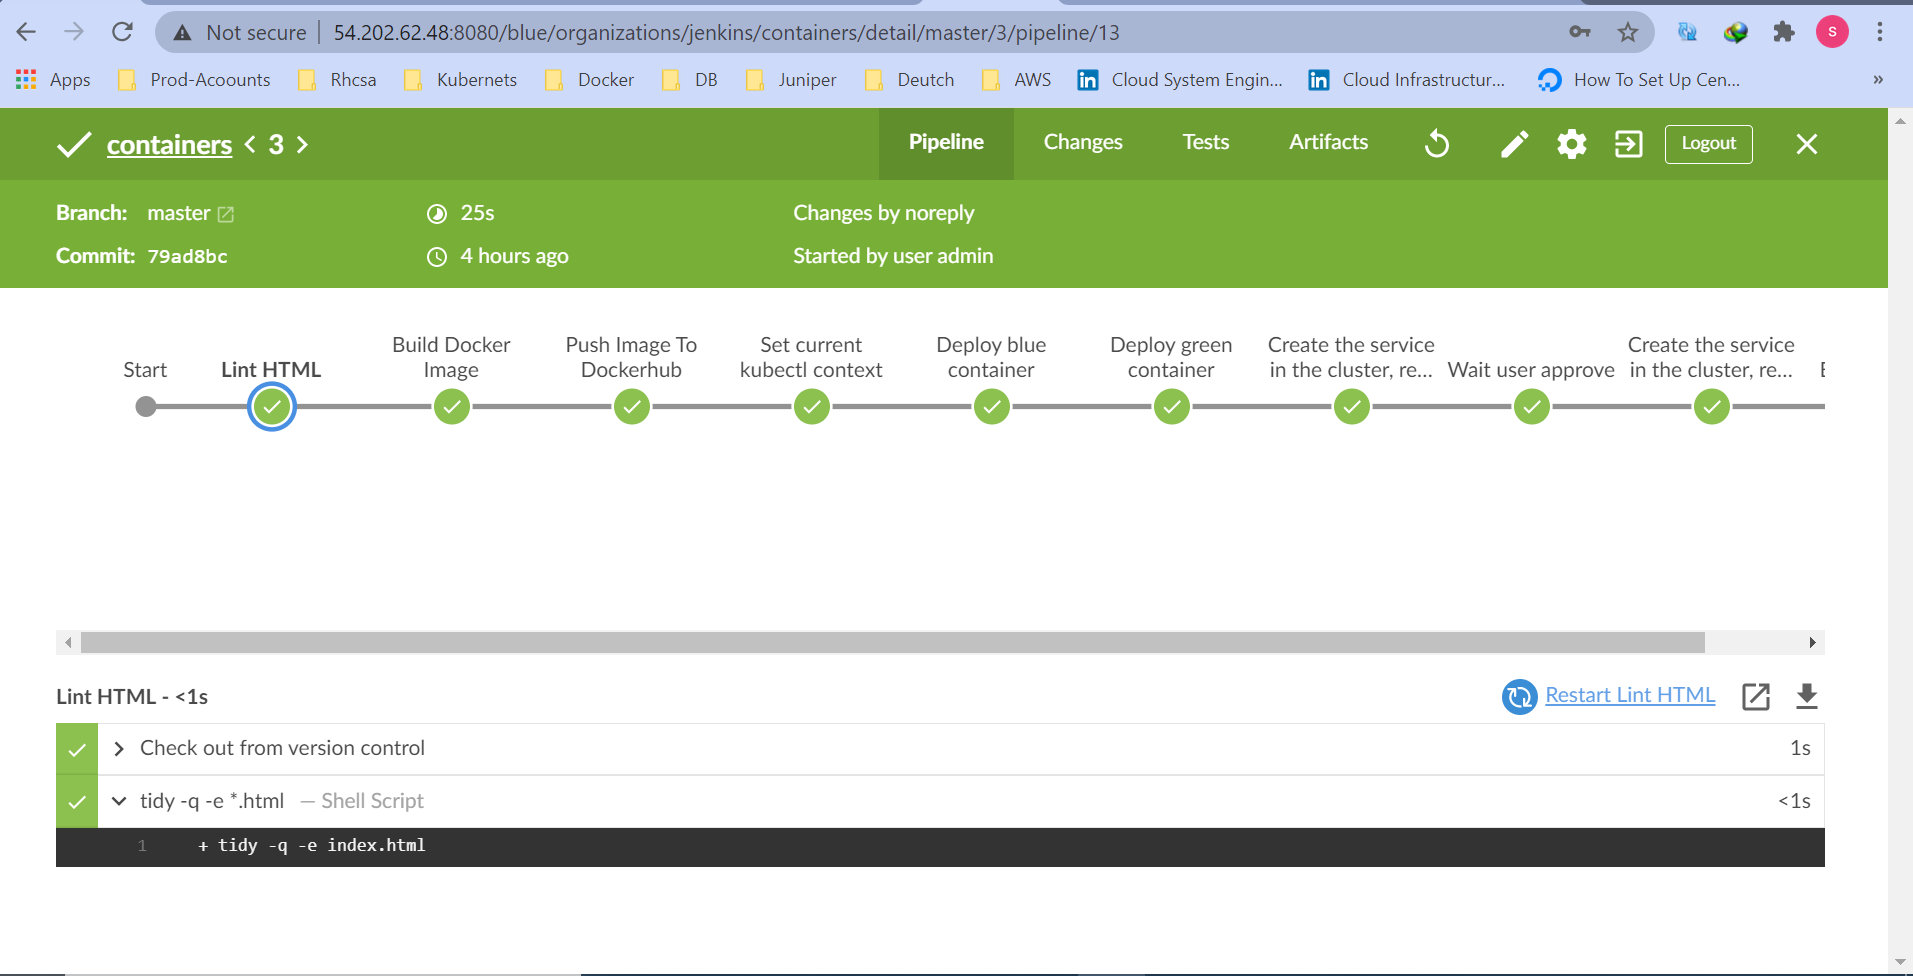 Not secure | 54.202.62.48:8080/blue/organizations/jenkins/containers/detail/master/3/pipeline/13 S
Apps Prod-Acoounts Rhcsa Kubernets Docker DB Juniper Deutch AWS in Cloud System Engin... in Cloud Infrastructur... How To Set Up Cen... »
containers < 3 > Pipeline Changes Tests Artifacts Logout
Branch: master 25s Changes by noreply
Commit: 79ad8bc 4 hours ago Started by user admin
Start
Lint HTML
Build Docker
Image
Push Image To
Dockerhub
Set current
kubectl context
Deploy blue
container
Deploy green
container
Create the service
in the cluster, re...
Wait user approve
Create the service
in the cluster, re...
Lint HTML - <1s Restart Lint HTML
Check out from version control 1s
tidy -q -e *.html — Shell Script <1s
1 + tidy -q -e index.html